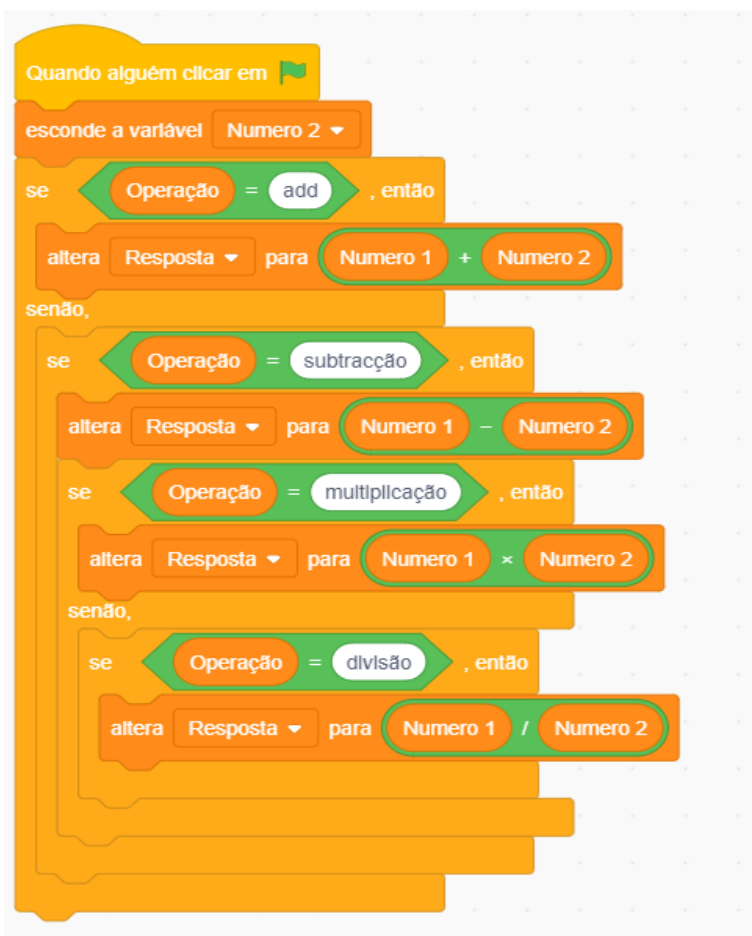 Quando alguém clicar em
esconde a variável Numero 2
se Operação = add , então
altera Resposta para Numero 1 + Numero 2
senão,
se Operação = subtracção , então
altera Resposta para Numero 1 - Numero 2
se Operação = multiplicação , então
altera Resposta para Numero 1 × Numero 2
senão,
se Operação = divisão , então
altera Resposta para Numero 1 / Numero 2